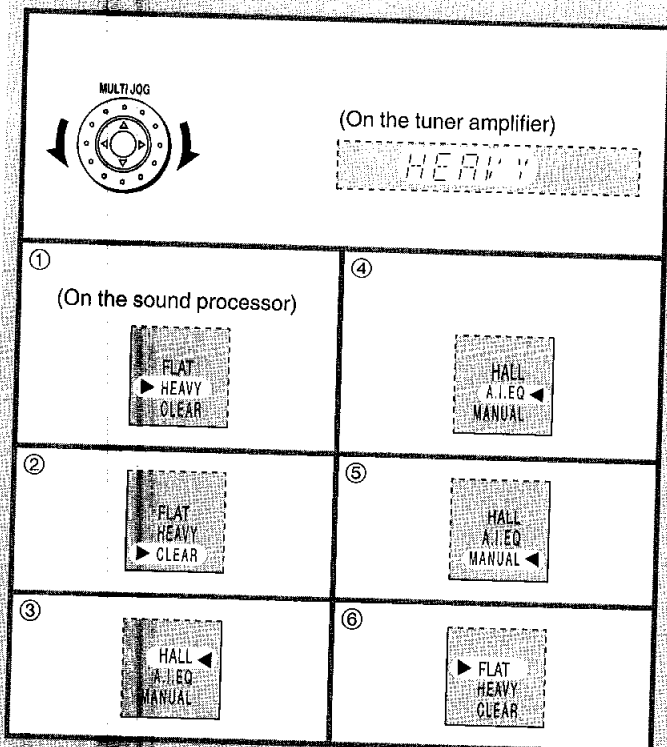 MULTI JOG
(On the tuner amplifier)
HEAVY
①
(On the sound processor)
FLAT
▶ HEAVY
CLEAR
②
FLAT
HEAVY
▶ CLEAR
③
HALL ◀
A.I.EQ
MANUAL
④
HALL
A.I.EQ ◀
MANUAL
⑤
HALL
A.I.EQ
MANUAL ◀
⑥
▶ FLAT
HEAVY
CLEAR